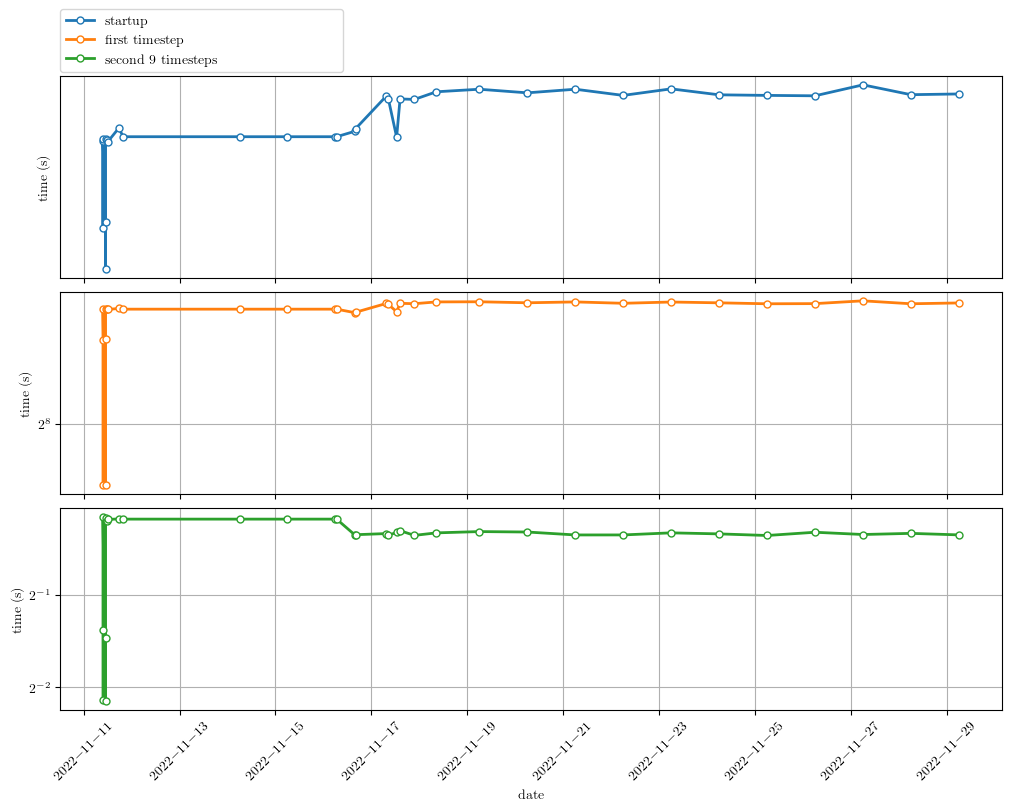 startup
first timestep
second 9 timesteps
time (s)
time (s)
2⁸
time (s)
2⁻¹
2⁻²
2022−11−11
2022−11−13
2022−11−15
2022−11−17
2022−11−19
2022−11−21
2022−11−23
2022−11−25
2022−11−27
2022−11−29
date